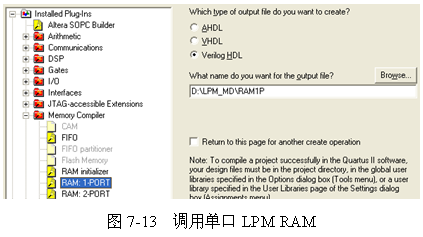 Installed Plug-Ins
Altera SOPC Builder
Arithmetic
Communications
DSP
Gates
I/O
Interfaces
JTAG-accessible Extensions
Memory Compiler
CAM
FIFO
FIFO partitioner
Flash Memory
RAM initializer
RAM: 1-PORT
RAM: 2-PORT
Which type of output file do you want to create?
AHDL
VHDL
Verilog HDL
What name do you want for the output file?
Browse...
D:\LPM_MD\RAM1P
Return to this page for another create operation
Note: To compile a project successfully in the Quartus II software,
your design files must be in the project directory, in the global user
libraries specified in the Options dialog box (Tools menu), or a user
library specified in the User Libraries page of the Settings dialog
box (Assignments menu).
图 7-13 调用单口 LPM RAM